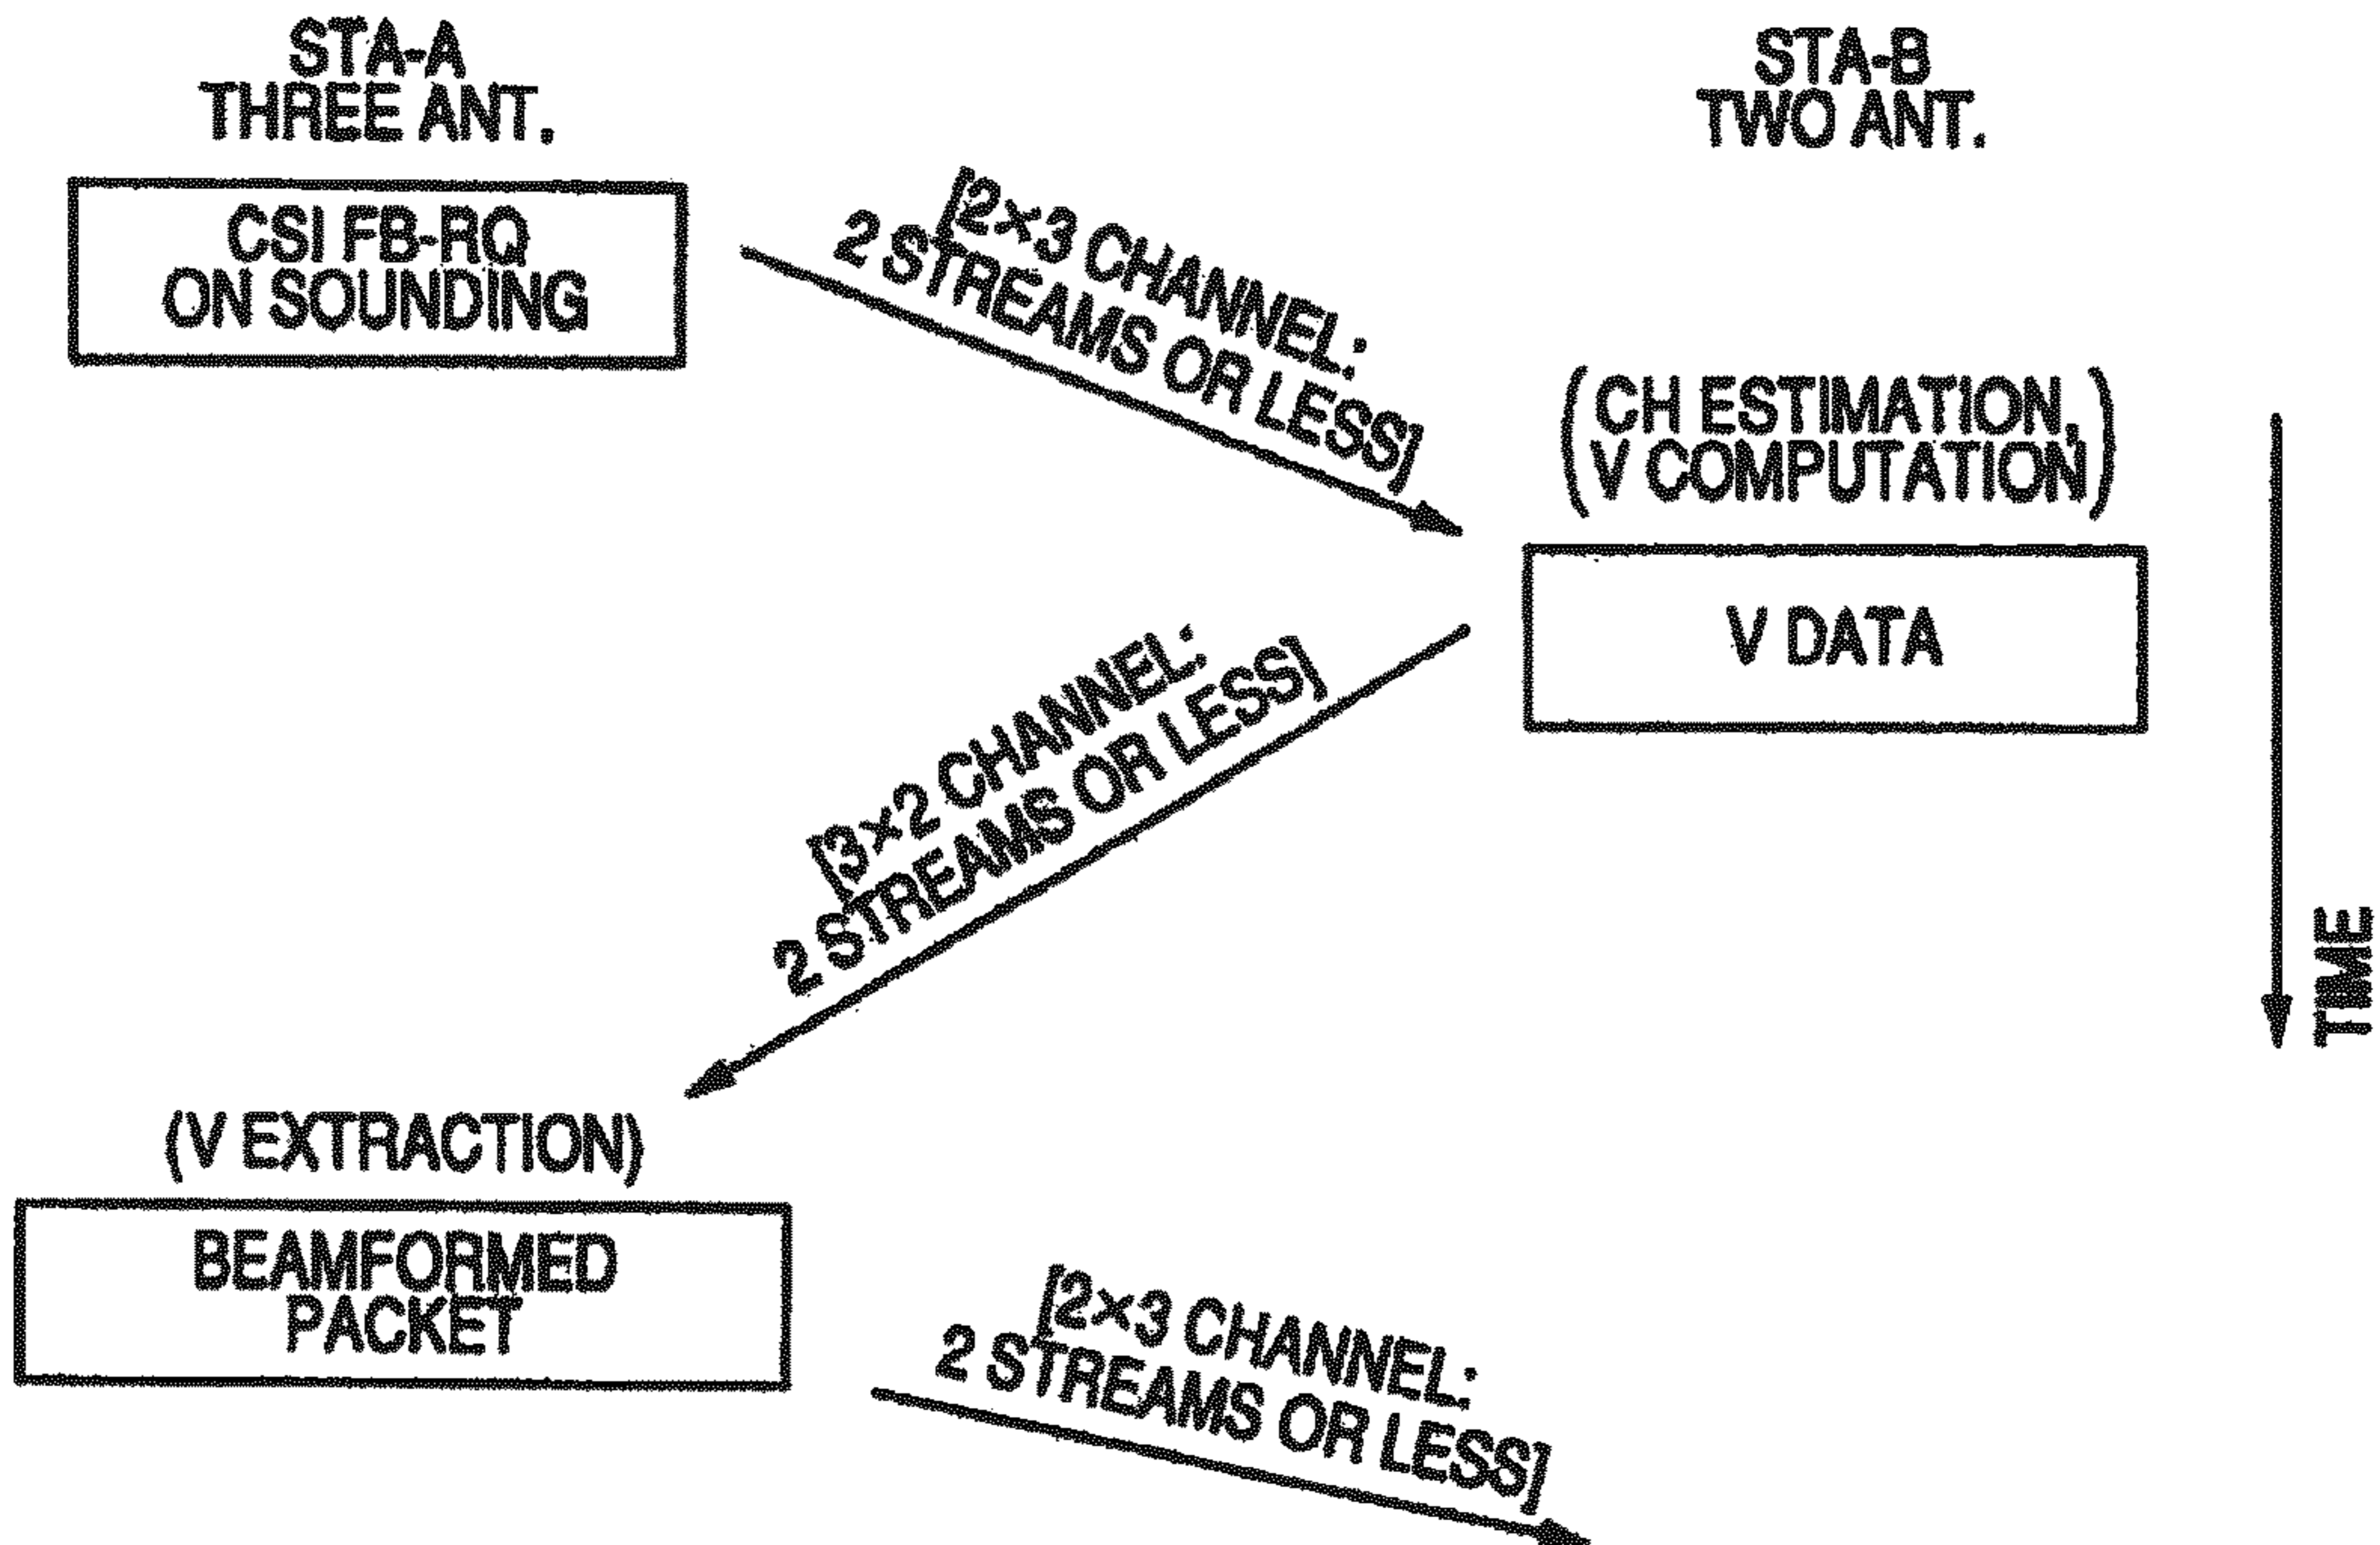 STA-A
THREE ANT.
STA-B
TWO ANT.
CSI FB-RQ
ON SOUNDING
[2×3 CHANNEL:
2 STREAMS OR LESS]
(CH ESTIMATION,
V COMPUTATION)
V DATA
[3×2 CHANNEL:
2 STREAMS OR LESS]
TIME
(V EXTRACTION)
BEAMFORMED
PACKET
[2×3 CHANNEL:
2 STREAMS OR LESS]